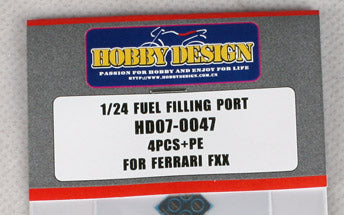 HOBBY DESIGN
PASSION FOR HOBBY AND ENJOY FOR LIFE
HTTP://WWW.HOBBYDESIGN.COM.CN
1/24 FUEL FILLING PORT
HD07-0047
4PCS+PE
FOR FERRARI FXX